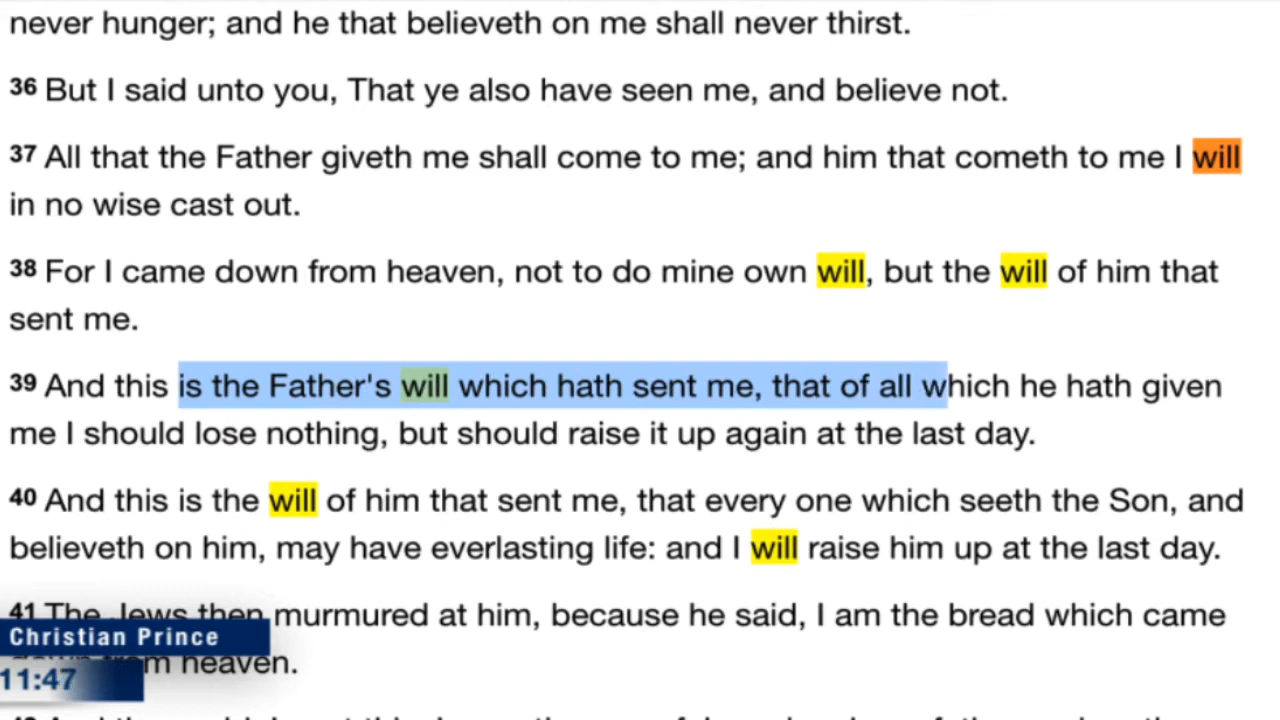 never hunger; and he that believeth on me shall never thirst.
36 But I said unto you, That ye also have seen me, and believe not.
37 All that the Father giveth me shall come to me; and him that cometh to me I will
in no wise cast out.
38 For I came down from heaven, not to do mine own will, but the will of him that
sent me.
39 And this is the Father's will which hath sent me, that of all which he hath given
me I should lose nothing, but should raise it up again at the last day.
40 And this is the will of him that sent me, that every one which seeth the Son, and
believeth on him, may have everlasting life: and I will raise him up at the last day.
41 The Jews then murmured at him, because he said, I am the bread which came
Christian Prince
down from heaven.
11:47